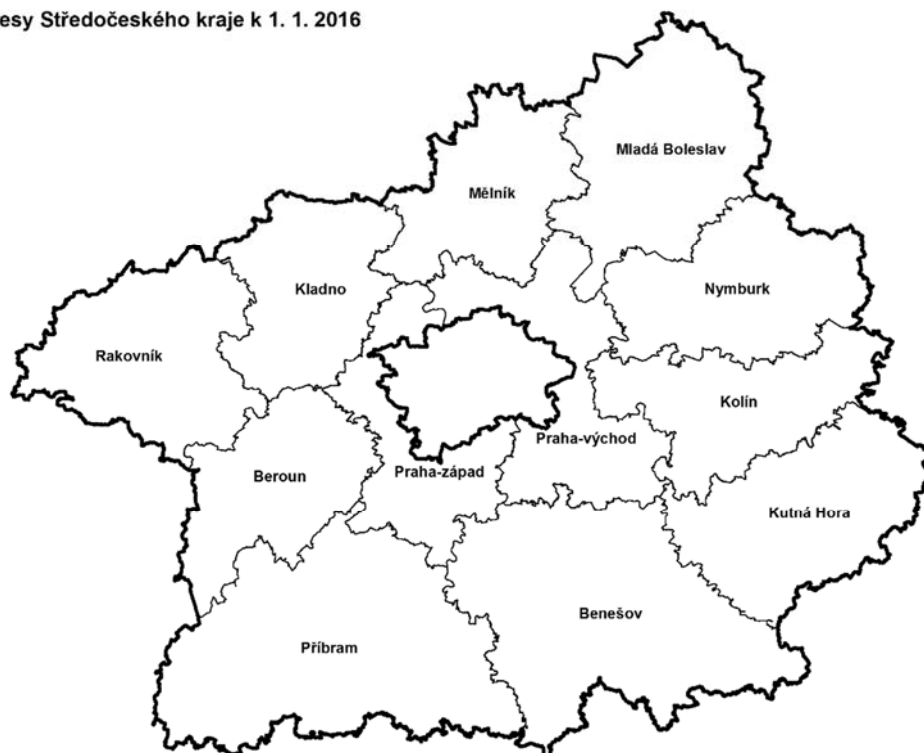 esy Středočeského kraje k 1. 1. 2016
Mladá Boleslav
Mělník
Kladno
Nymburk
Rakovník
Kolín
Praha-východ
Praha-západ
Beroun
Kutná Hora
Benešov
Příbram